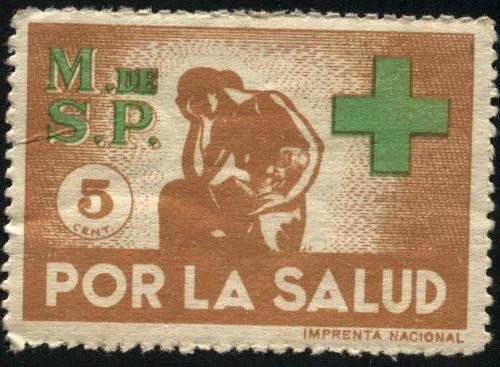 M. DE
S. P.
5
CENT.
POR LA SALUD
IMPRENTA NACIONAL